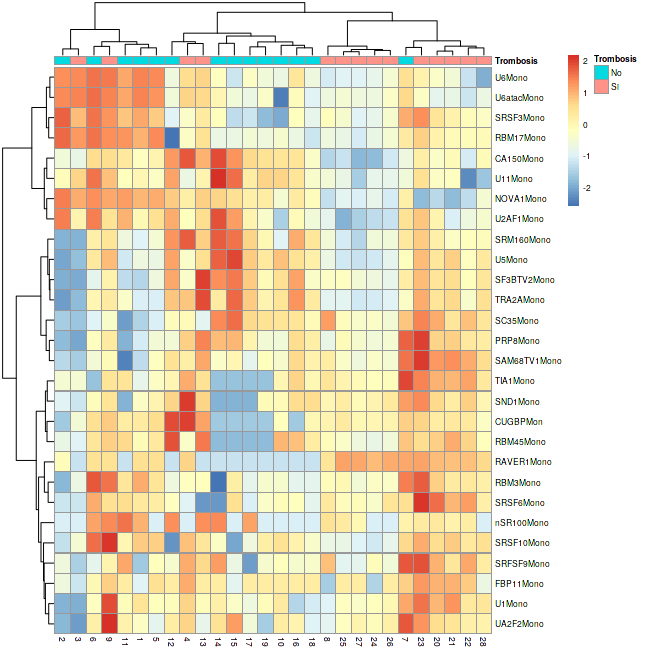 Trombosis
U6Mono
U6atacMono
SRSF3Mono
RBM17Mono
CA150Mono
U11Mono
NOVA1Mono
U2AF1Mono
SRM160Mono
U5Mono
SF3BTV2Mono
TRA2AMono
SC35Mono
PRP8Mono
SAM68TV1Mono
TIA1Mono
SND1Mono
CUGBPMon
RBM45Mono
RAVER1Mono
RBM3Mono
SRSF6Mono
nSR100Mono
SRSF10Mono
SRFSF9Mono
FBP11Mono
U1Mono
UA2F2Mono
2 3 6 9 11 1 5 12 4 13 14 15 17 19 10 16 18 8 25 27 24 26 7 23 20 21 22 28
2
1
0
-1
-2
Trombosis
No
SI